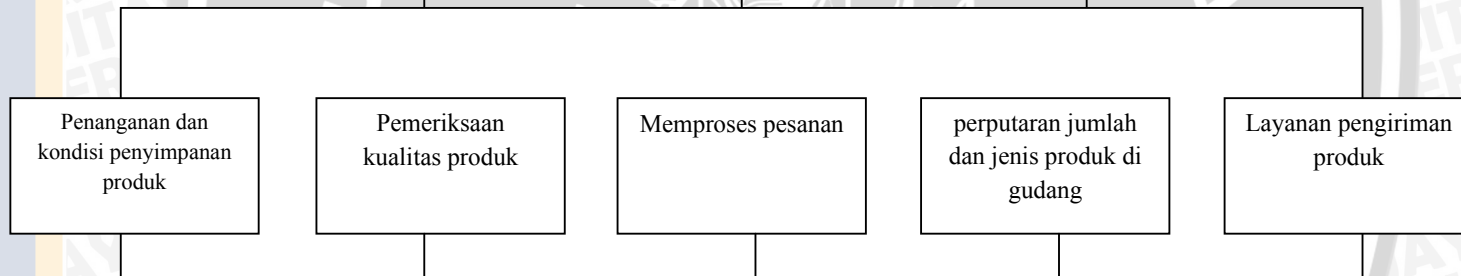 Penanganan dan
kondisi penyimpanan
produk
Pemeriksaan
kualitas produk
Memproses pesanan
perputaran jumlah
dan jenis produk di
gudang
Layanan pengiriman
produk